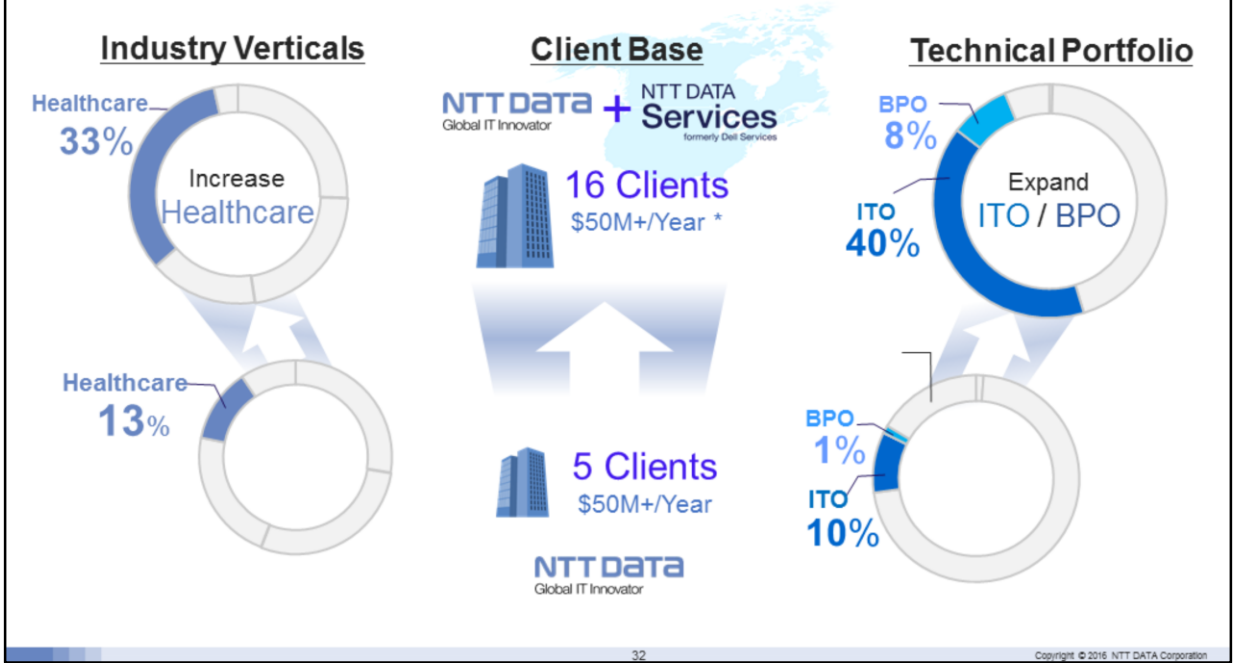 Industry Verticals
Healthcare
33%
Increase
Healthcare
Healthcare
13%
Client Base
NTT DATA
Global IT Innovator
+
NTT DATA
Services
formerly Dell Services
16 Clients
$50M+/Year *
5 Clients
$50M+/Year
NTT DATA
Global IT Innovator
Technical Portfolio
BPO
8%
ITO
40%
Expand
ITO / BPO
BPO
1%
ITO
10%
32
Copyright © 2016 NTT DATA Corporation